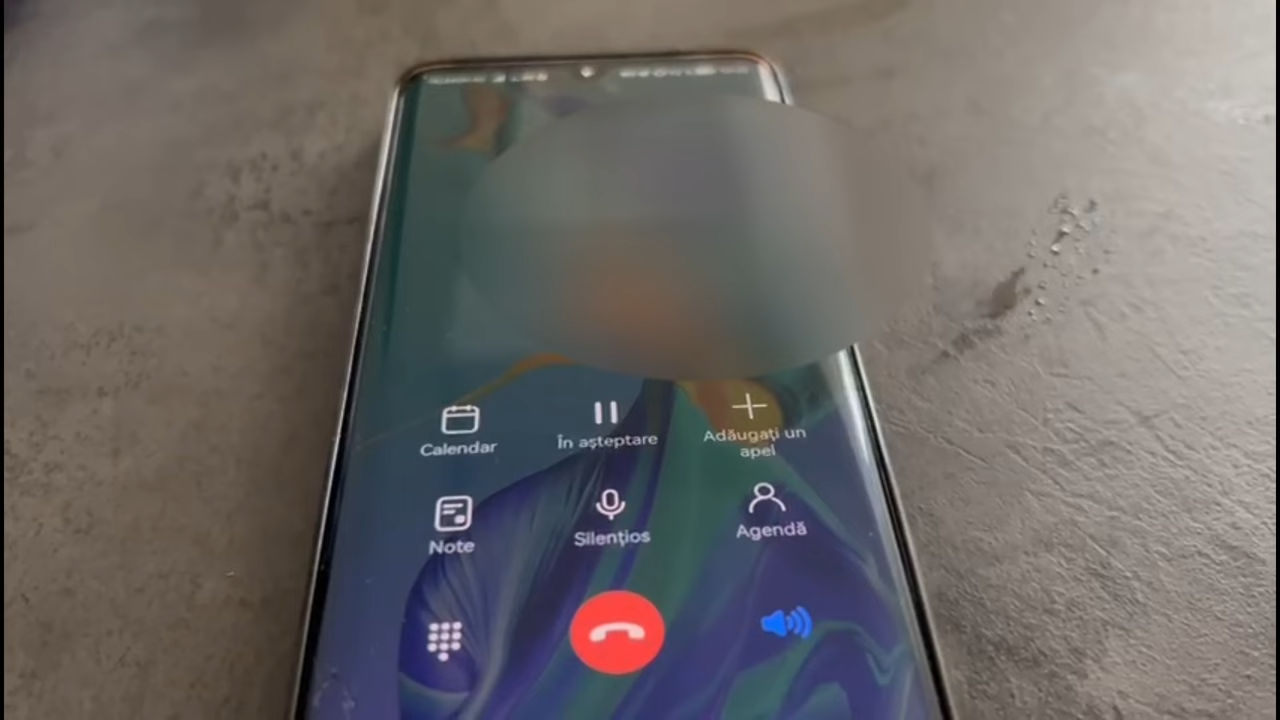 Calendar
În așteptare
Adăugați un
apel
Note
Silențios
Agendă